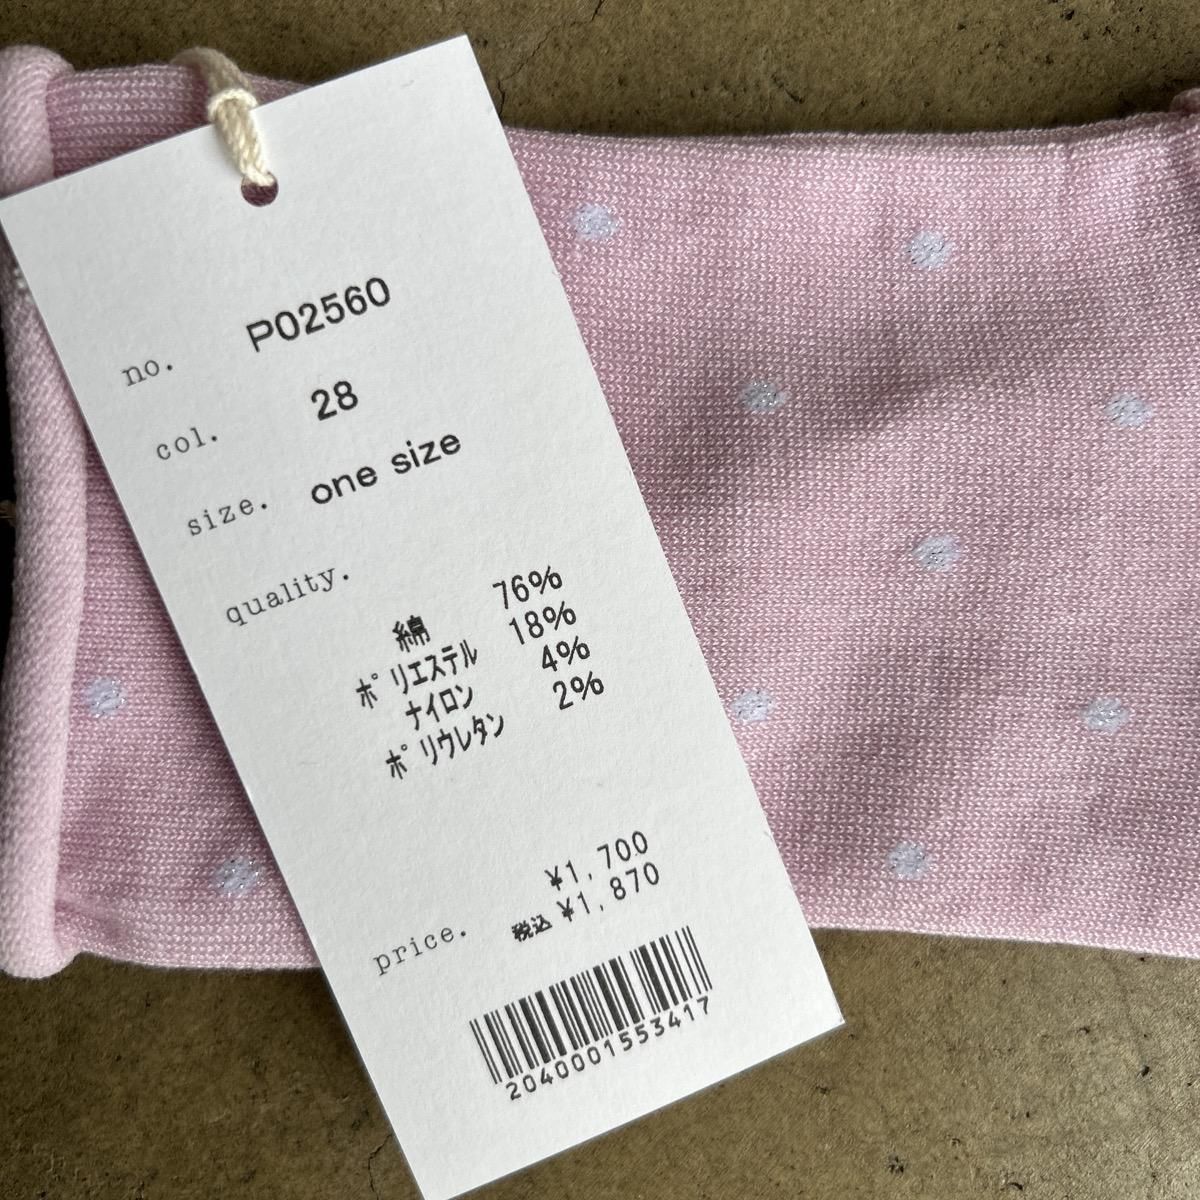 no. P02560
col. 28
size. one size
quality.
綿 76%
ポリエステル 18%
ナイロン 4%
ポリウレタン 2%
¥1,700
price. 税込 ¥1,870
2040001553417